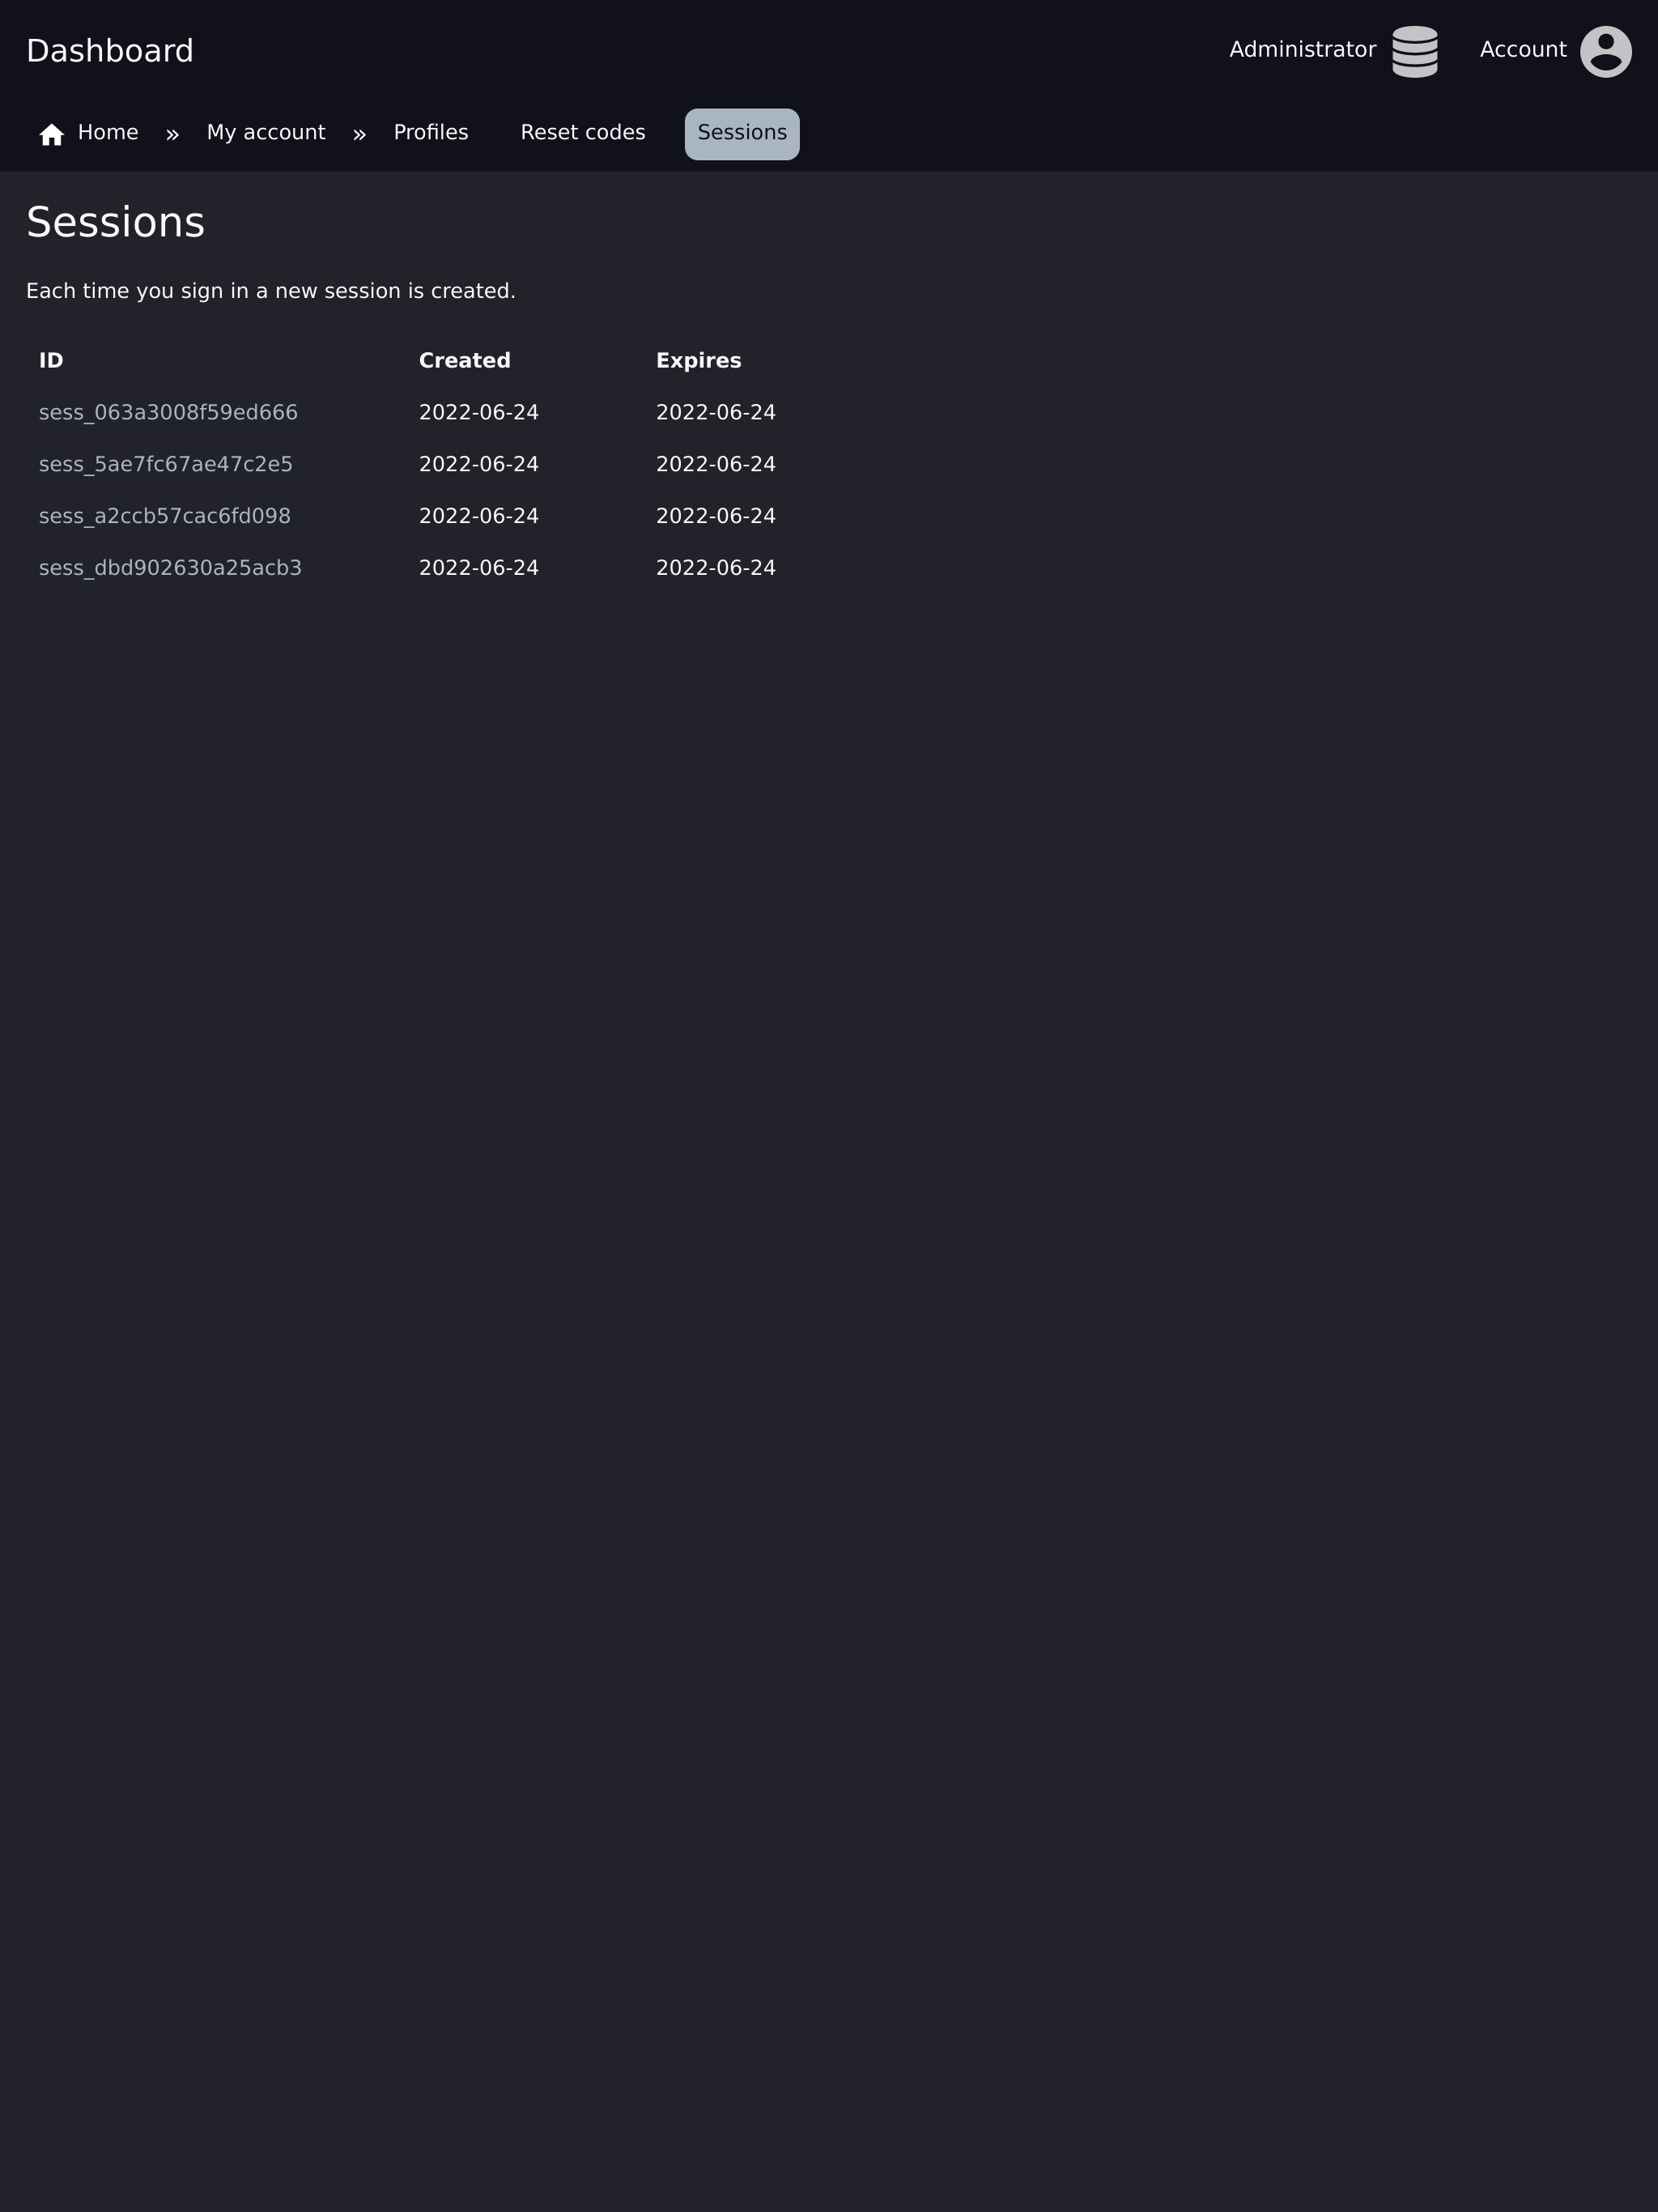 Dashboard
Administrator
Account
Home » My account » Profiles Reset codes Sessions
Sessions
Each time you sign in a new session is created.
ID Created Expires
sess_063a3008f59ed666 2022-06-24 2022-06-24
sess_5ae7fc67ae47c2e5 2022-06-24 2022-06-24
sess_a2ccb57cac6fd098 2022-06-24 2022-06-24
sess_dbd902630a25acb3 2022-06-24 2022-06-24